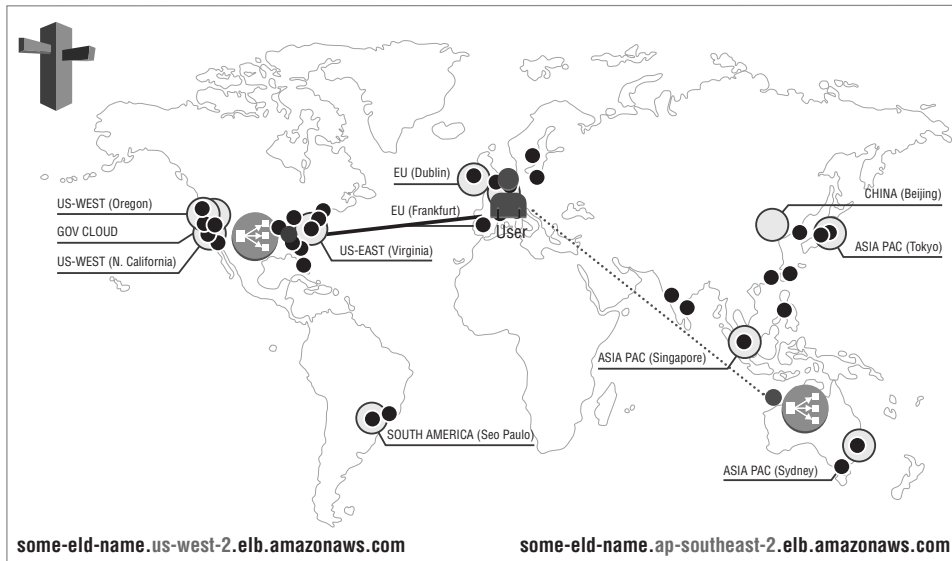 EU (Dublin)
CHINA (Beijing)
US-WEST (Oregon)
EU (Frankfurt)
User
GOV CLOUD
US-EAST (Virginia)
ASIA PAC (Tokyo)
US-WEST (N. California)
ASIA PAC (Singapore)
SOUTH AMERICA (Seo Paulo)
ASIA PAC (Sydney)
some-eld-name.us-west-2.elb.amazonaws.com
some-eld-name.ap-southeast-2.elb.amazonaws.com